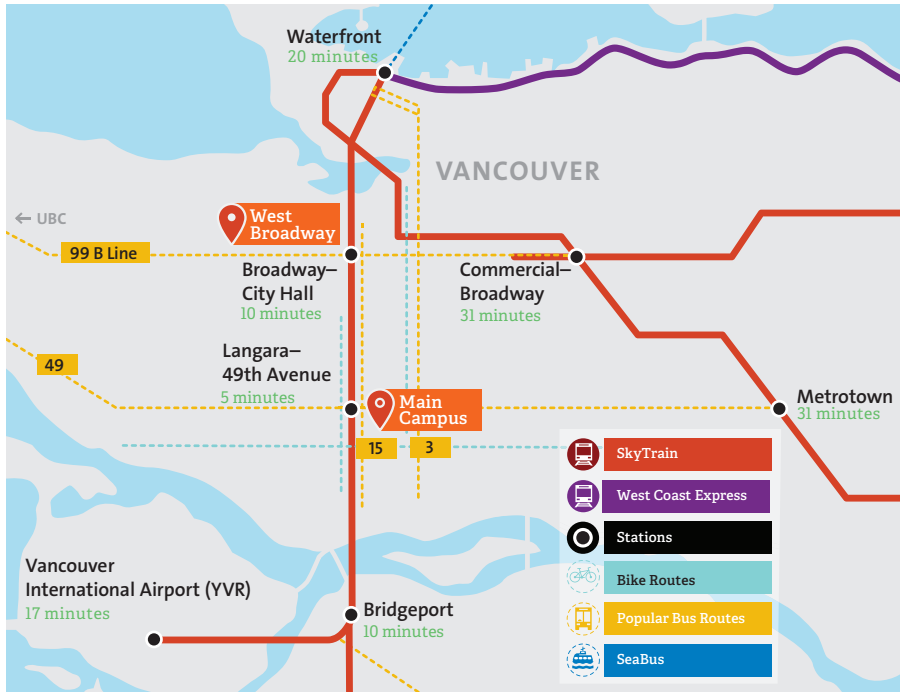 Waterfront
20 minutes
VANCOUVER
← UBC
West
Broadway
99 B Line
Broadway–
City Hall
10 minutes
Commercial–
Broadway
31 minutes
Langara–
49th Avenue
5 minutes
49
Main
Campus
Metrotown
31 minutes
15
3
SkyTrain
West Coast Express
Stations
Bike Routes
Popular Bus Routes
SeaBus
Vancouver
International Airport (YVR)
17 minutes
Bridgeport
10 minutes